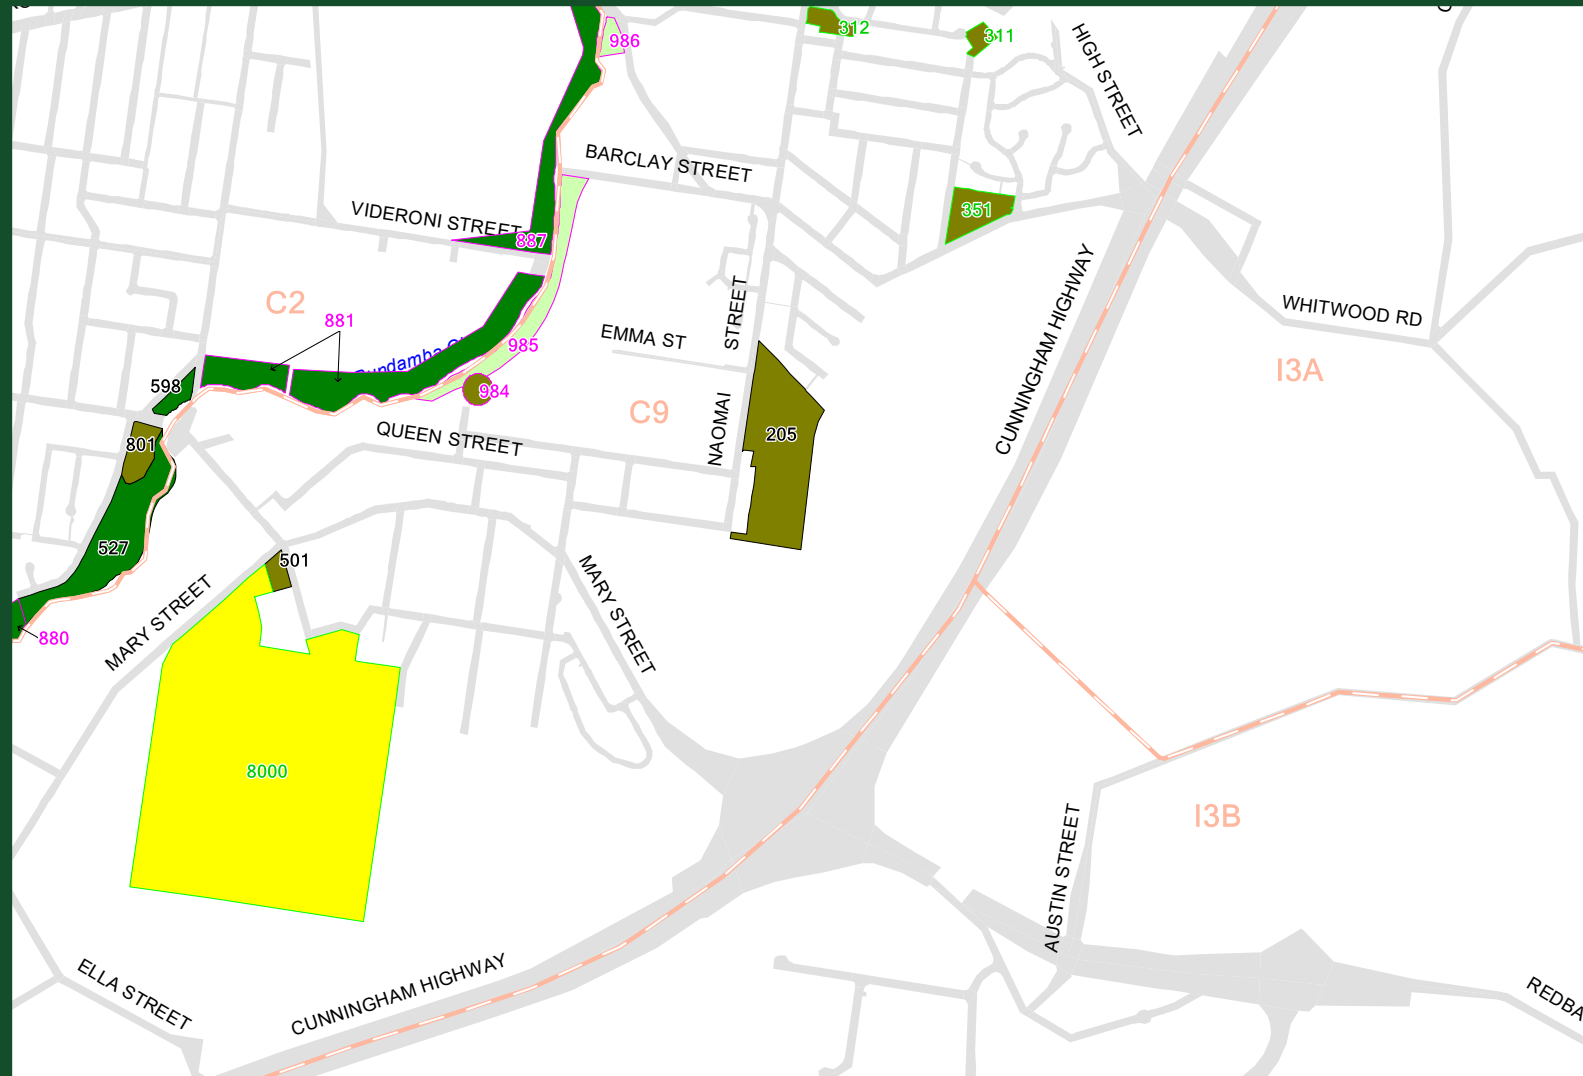 986
312
311
HIGH STREET
BARCLAY STREET
351
VIDERONI STREET
887
C2
881
CUNNINGHAM HIGHWAY
WHITWOOD RD
EMMA ST
STREET
985
I3A
598
984
C9
NAOMAI
205
QUEEN STREET
801
527
501
MARY STREET
MARY STREET
880
8000
I3B
AUSTIN STREET
ELLA STREET
CUNNINGHAM HIGHWAY